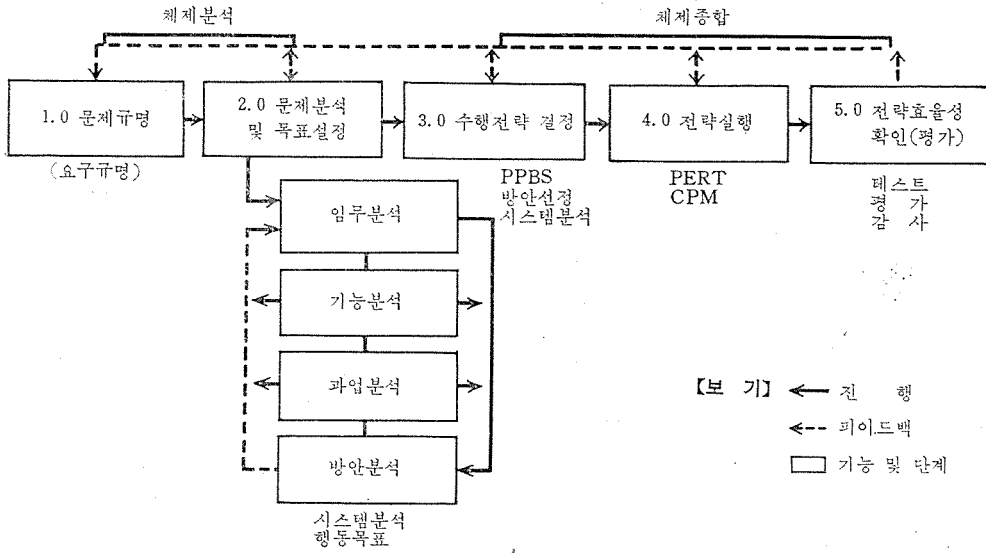 체제분석
체제종합
1.0 문제규명
2.0 문제분석
및 목표설정
3.0 수행전략 결정
4.0 전략실행
5.0 전략효율성
확인(평가)
(요구규명)
PPBS
방안선정
시스템분석
PERT
CPM
테스트
평 가
감 사
임무분석
기능분석
과업분석
방안분석
시스템분석
행동목표
【보 기】
진 행
피이드백
기능 및 단계